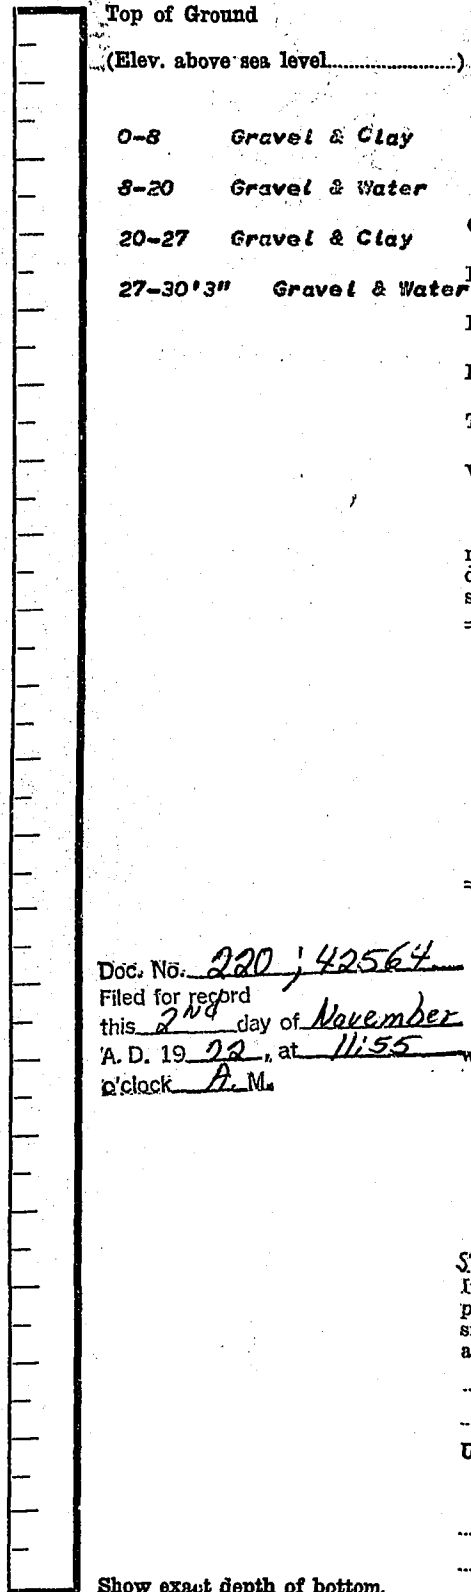 Top of Ground
(Elev. above sea level......................)
0-8 Gravel & Clay
8-20 Gravel & Water
20-27 Gravel & Clay
27-30'3" Gravel & Water
Doc. No. 220 ; 42564
Filed for record
this 2nd day of November
A. D. 19 22, at 11:55
o'clock A. M.
Show exact depth of bottom.